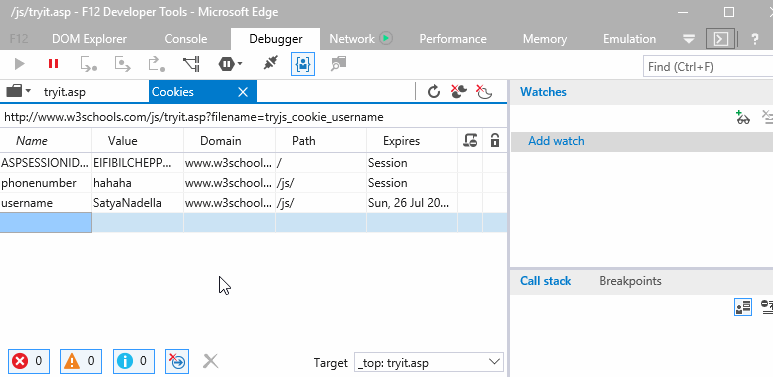 /js/tryit.asp - F12 Developer Tools - Microsoft Edge
F12 DOM Explorer Console Debugger Network Performance Memory Emulation ?
Find (Ctrl+F)
tryit.asp Cookies
Watches
http://www.w3schools.com/js/tryit.asp?filename=tryjs_cookie_username
Name Value Domain Path Expires
Add watch
ASPSESSIONID... EIFIBILCHEPP... www.w3school... / Session
phonenumber hahaha www.w3school... /js/ Session
username SatyaNadella www.w3school... /js/ Sun, 26 Jul 20...
Call stack Breakpoints
0 0 0 Target _top: tryit.asp